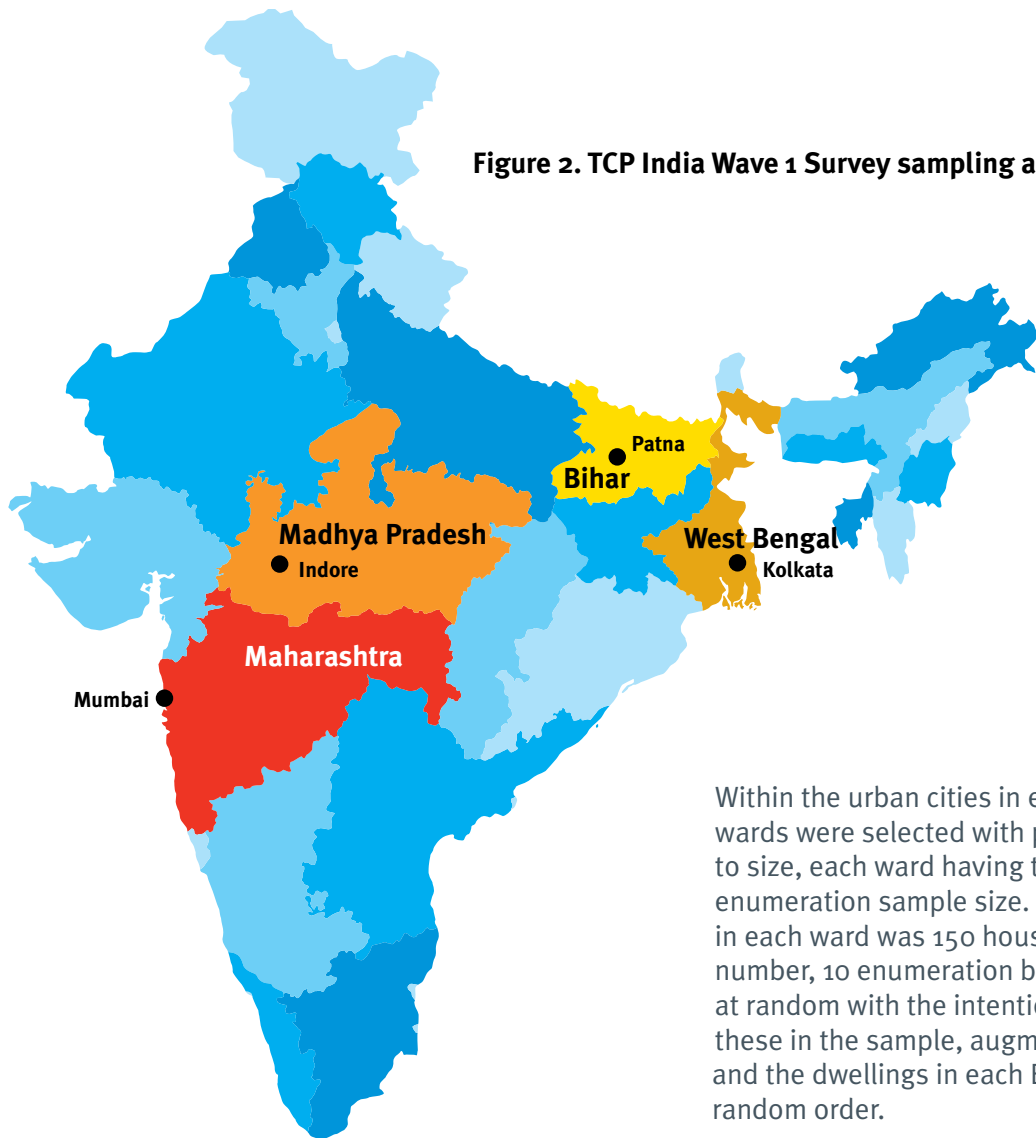 Figure 2. TCP India Wave 1 Survey sampling a
Patna
Bihar
Madhya Pradesh
Indore
West Bengal
Kolkata
Maharashtra
Mumbai
Within the urban cities in e
wards were selected with p
to size, each ward having t
enumeration sample size.
in each ward was 150 hous
number, 10 enumeration b
at random with the intentio
these in the sample, augm
and the dwellings in each E
random order.